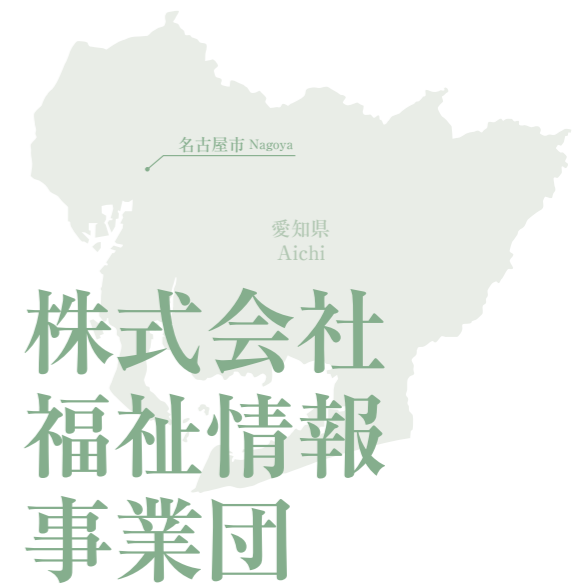 名古屋市 Nagoya
愛知県
Aichi
株式会社
福祉情報
事業団